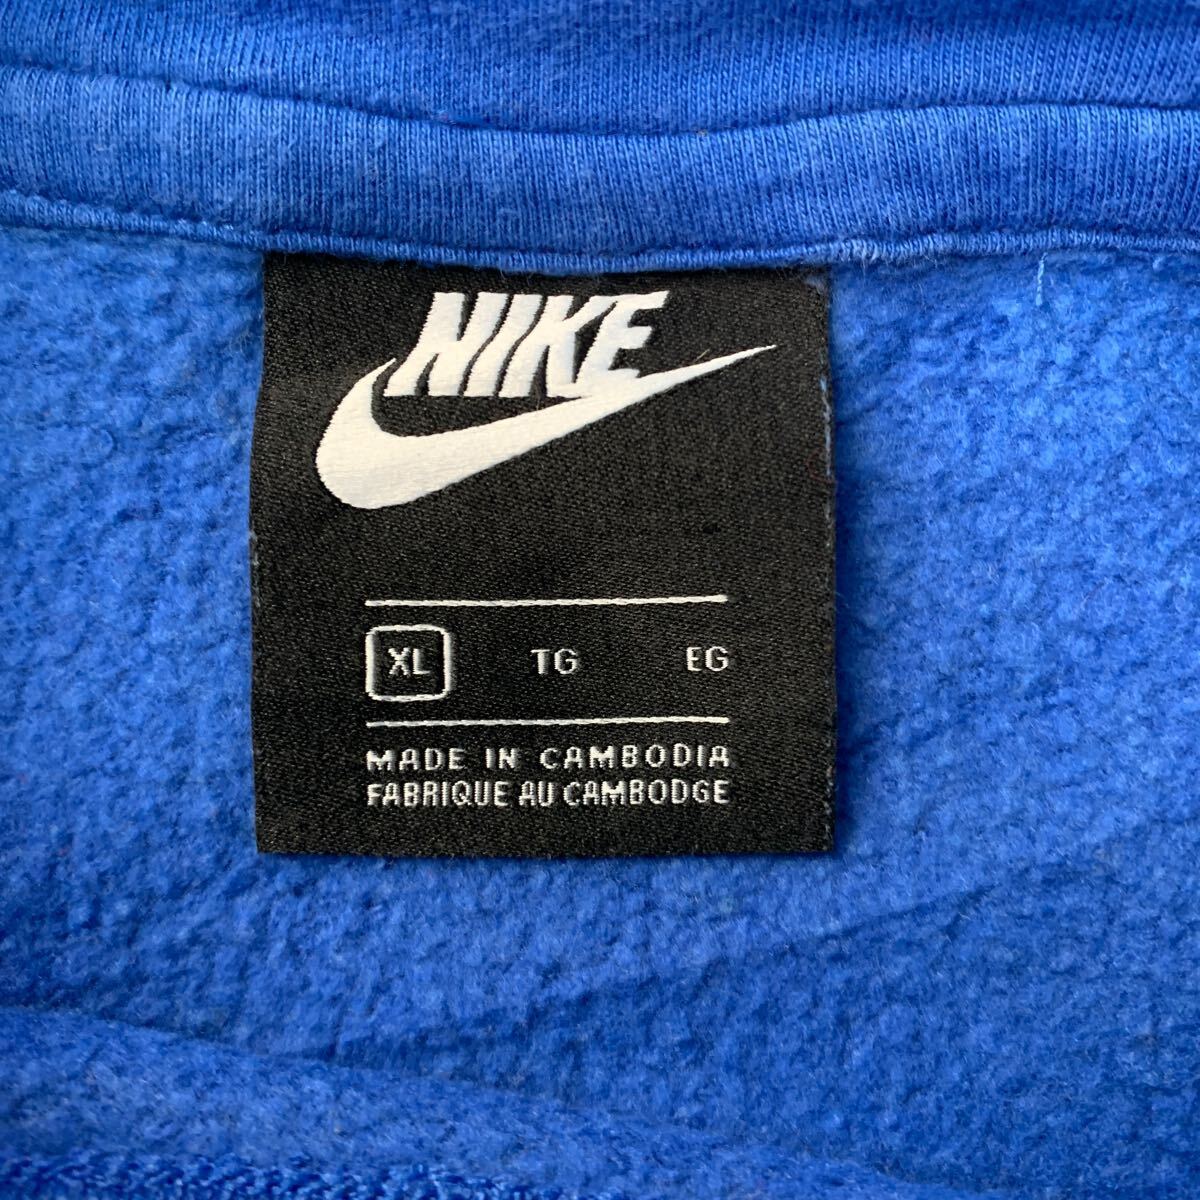 NIKE
XL TG EG
MADE IN CAMBODIA
FABRIQUE AU CAMBODGE